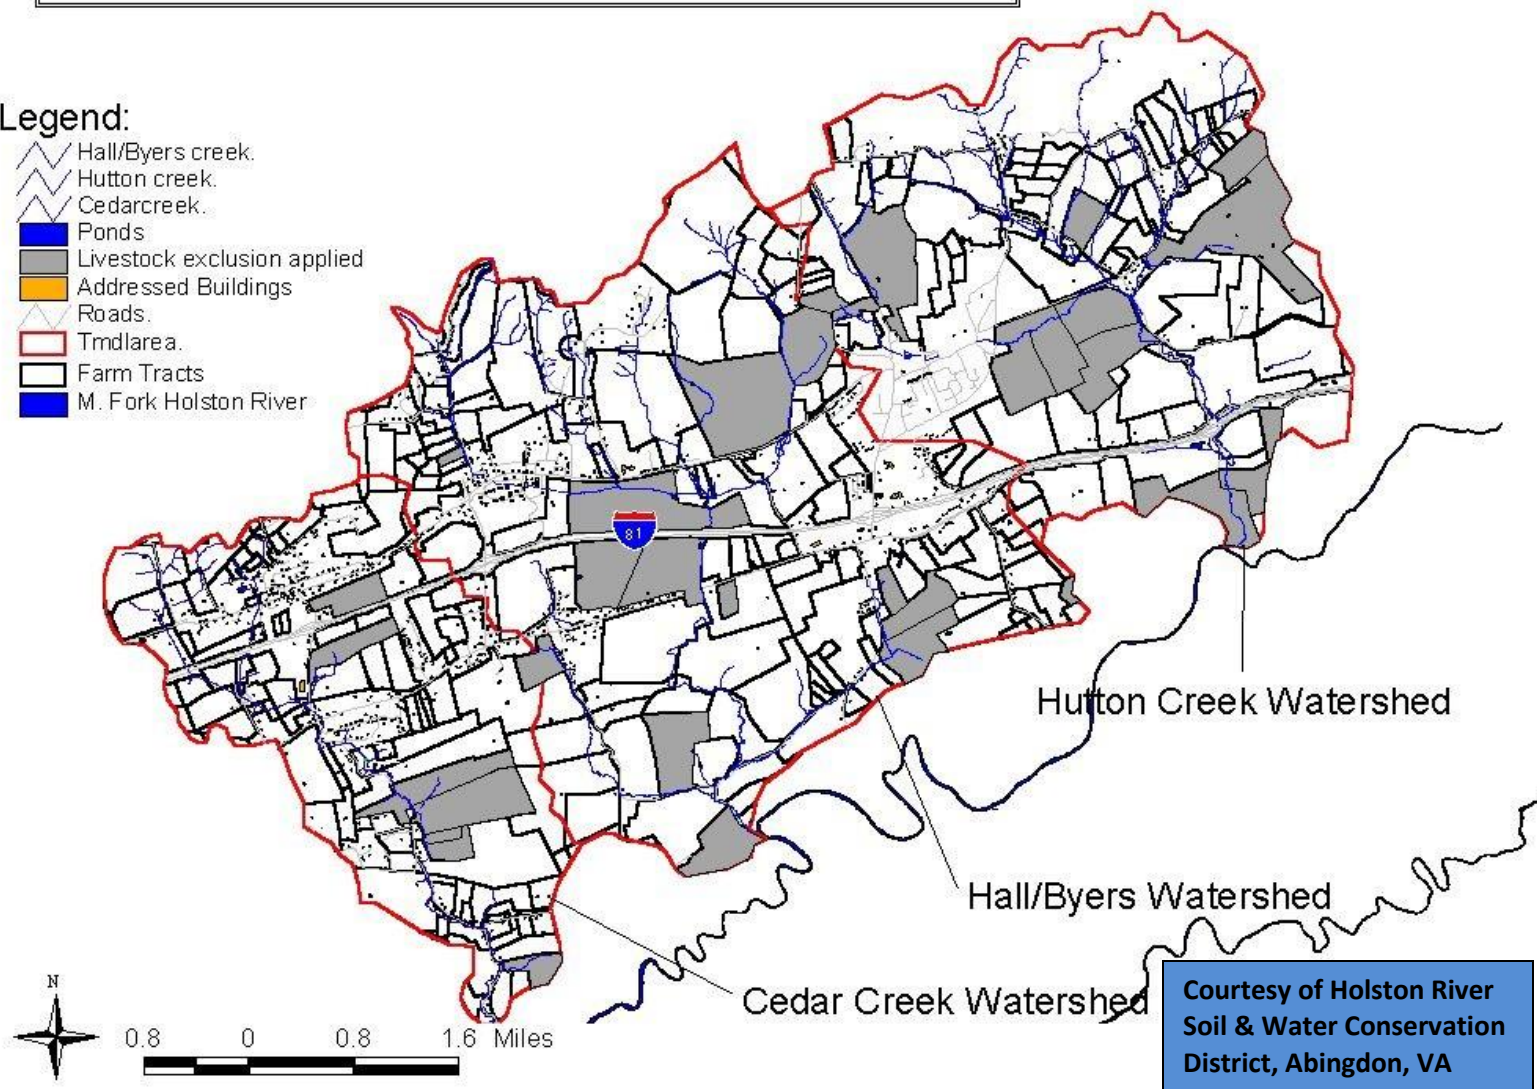 Legend:
Hall/Byers creek.
Hutton creek.
Cedarcreek.
Ponds
Livestock exclusion applied
Addressed Buildings
Roads.
Tmdlarea.
Farm Tracts
M. Fork Holston River
81
Hutton Creek Watershed
Hall/Byers Watershed
Cedar Creek Watershed
N
0.8 0 0.8 1.6 Miles
Courtesy of Holston River
Soil & Water Conservation
District, Abingdon, VA